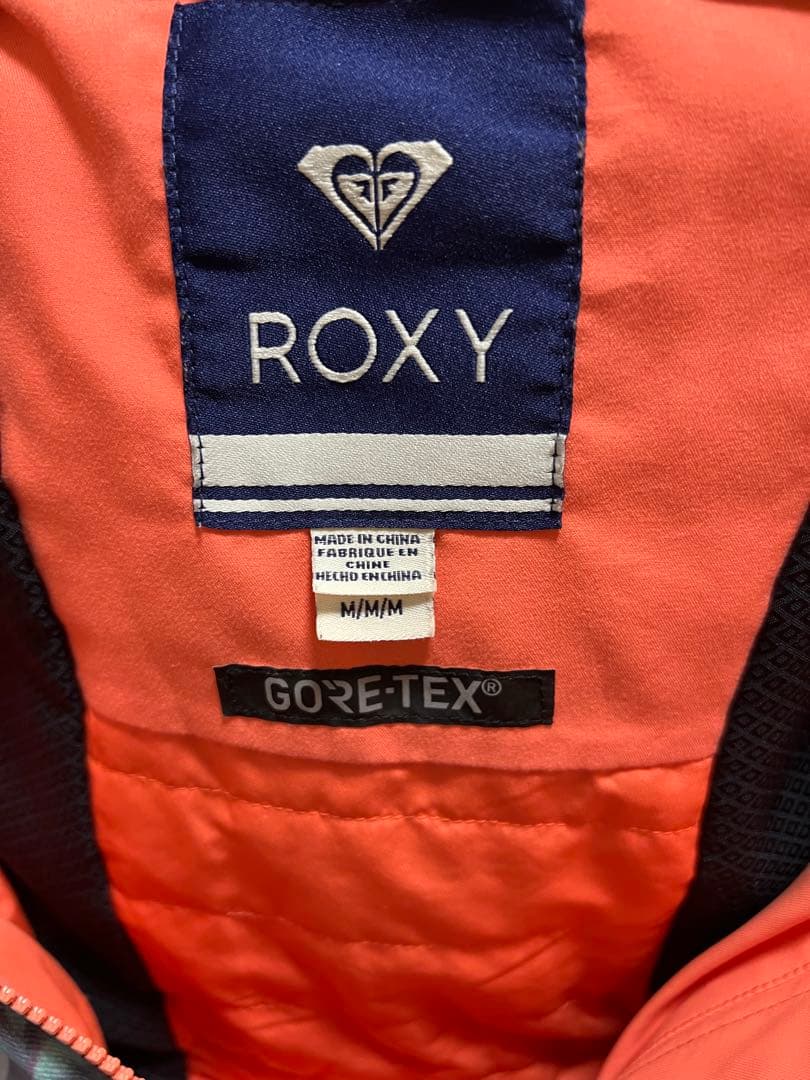 ROXY
MADE IN CHINA
FABRIQUE EN
CHINE
HECHO EN CHINA
M/M/M
GORE-TEX®